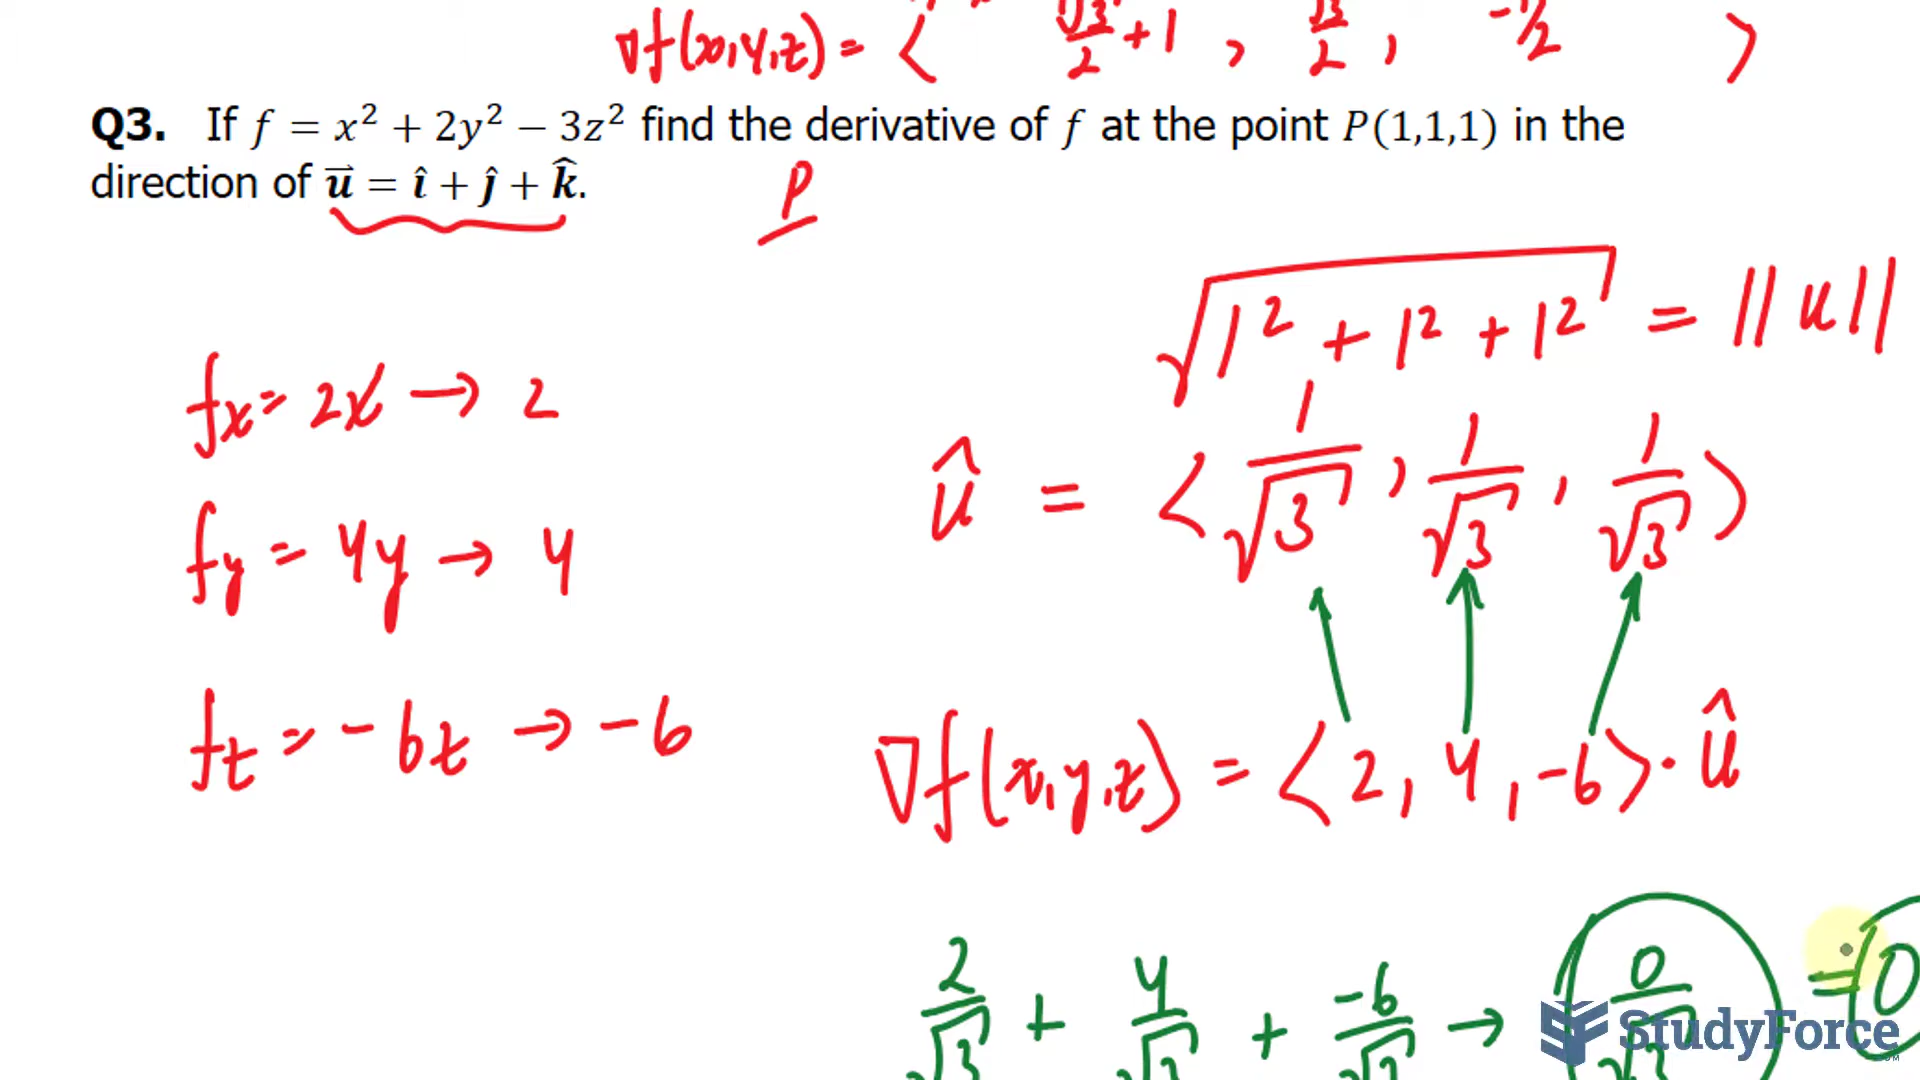 ∇f(x,y,z) = ⟨ √3/2 + 1 , √3/2 , -1/2 ⟩
Q3. If f = x² + 2y² − 3z² find the derivative of f at the point P(1,1,1) in the
direction of u⃗ = î + ĵ + k̂.
P
√(1² + 1² + 1²) = ||u||
fx = 2x → 2
û = ⟨ 1/√3 , 1/√3 , 1/√3 ⟩
fy = 4y → 4
fz = -6z → -6
∇f(x,y,z) = ⟨2, 4, -6⟩ · û
2/√3 + 4/√3 + -6/√3 → 0/√3 = 0
StudyForce